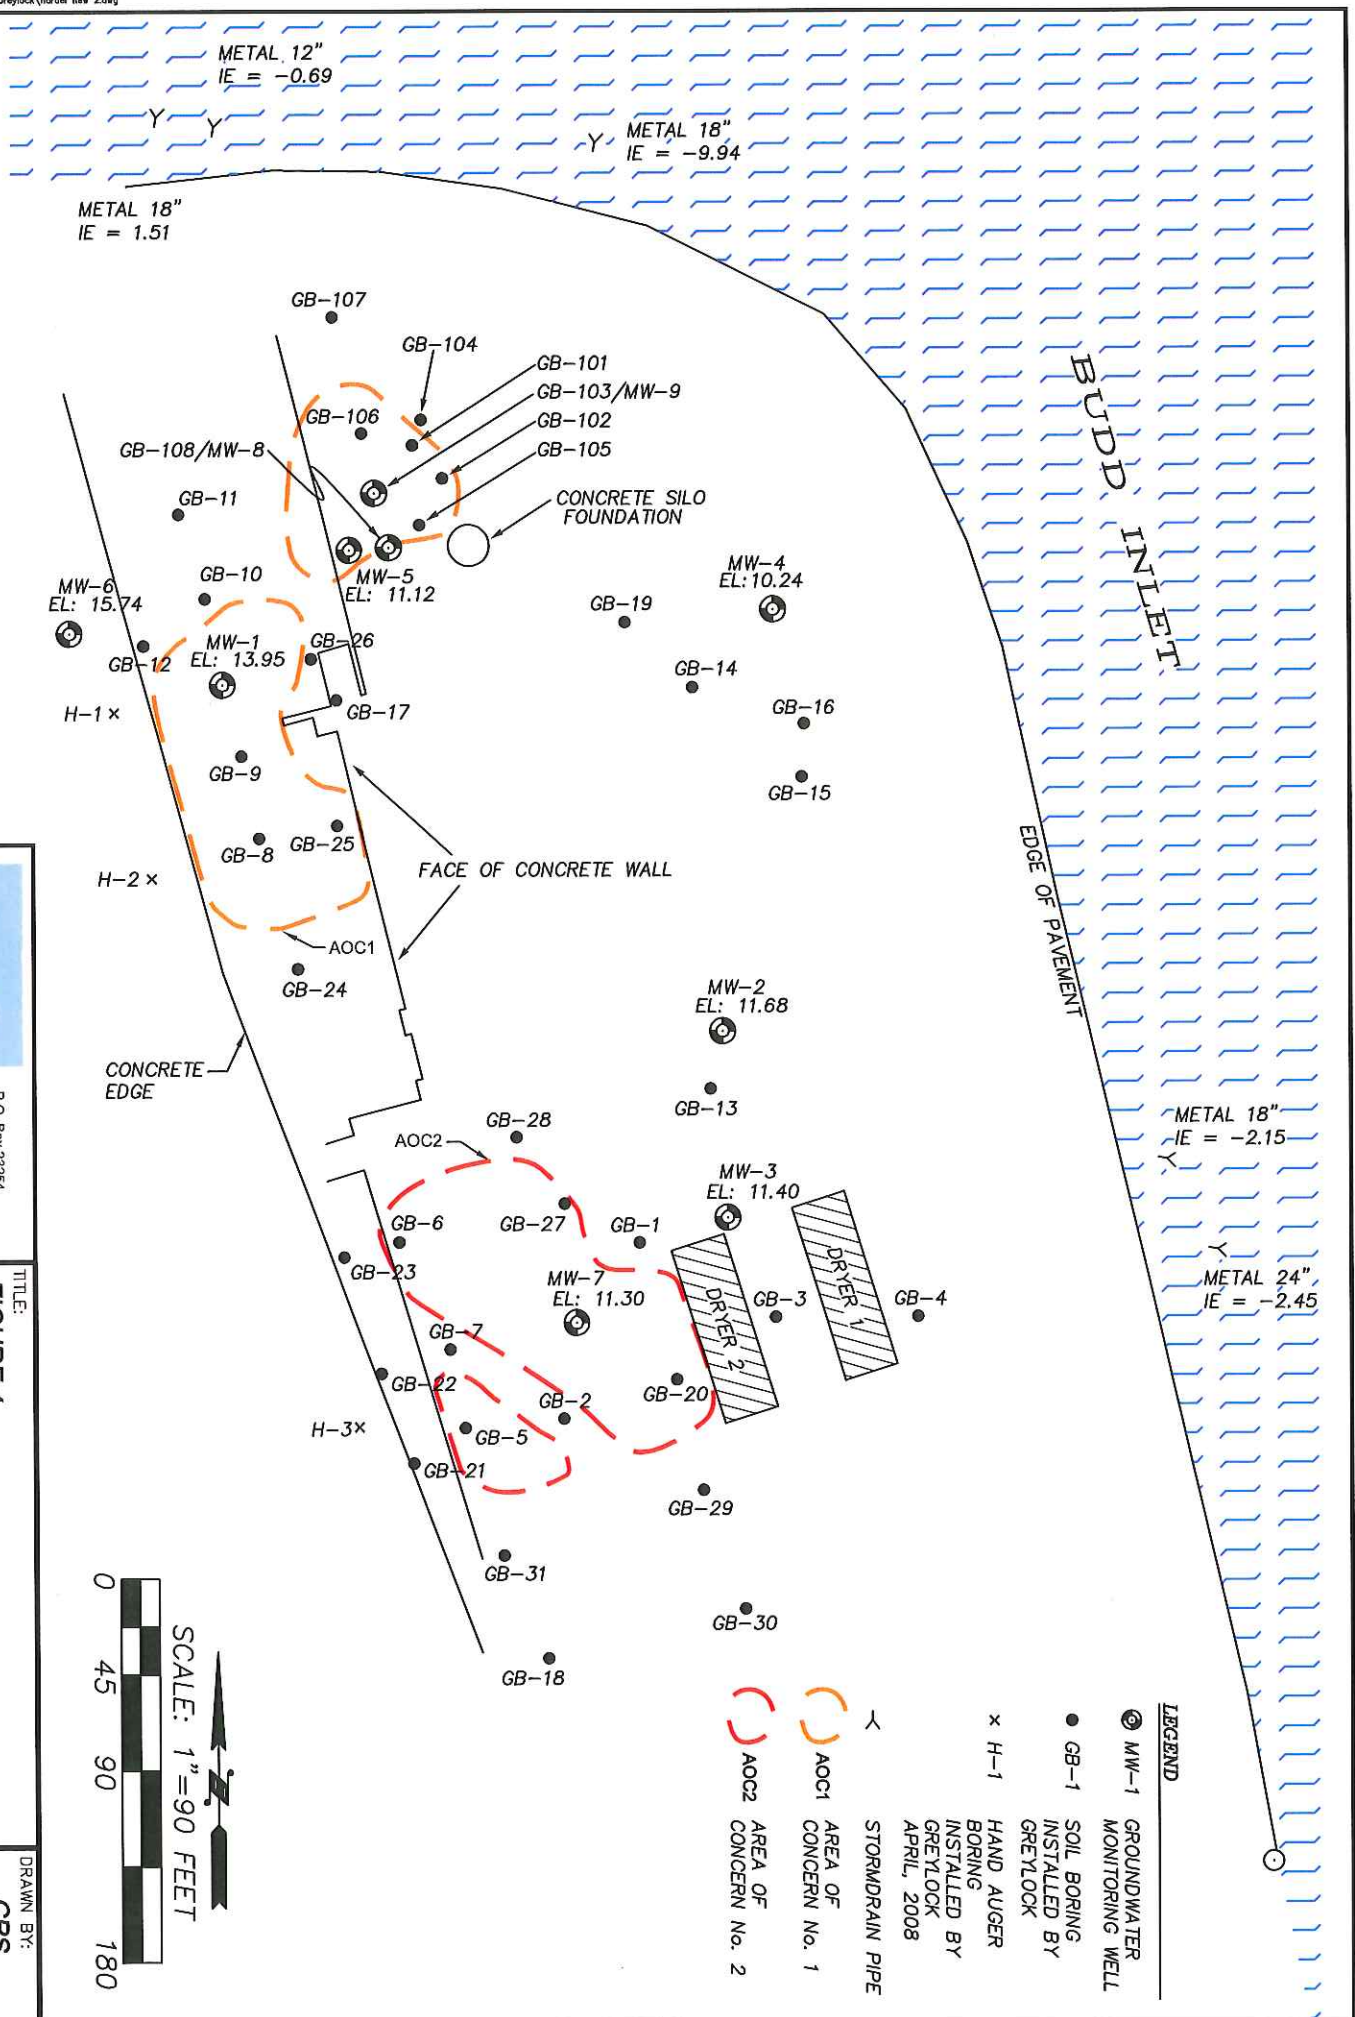 METAL 12"
IE = -0.69
METAL 18"
IE = -9.94
METAL 18"
IE = 1.51
BUDD INLET
GB-107
GB-104
GB-101
GB-103/MW-9
GB-102
GB-105
GB-106
GB-108/MW-8
GB-11
CONCRETE SILO
FOUNDATION
MW-5
EL: 11.12
MW-4
EL: 10.24
GB-10
MW-6
EL: 15.74
GB-19
GB-12
MW-1
EL: 13.95
GB-26
GB-14
H-1
GB-17
GB-16
GB-9
GB-15
GB-8
GB-25
FACE OF CONCRETE WALL
EDGE OF PAVEMENT
H-2
AOC1
GB-24
MW-2
EL: 11.68
CONCRETE
EDGE
GB-13
METAL 18"
IE = -2.15
GB-28
AOC2
MW-3
EL: 11.40
GB-6
GB-27
GB-1
GB-23
MW-7
EL: 11.30
DRYER 1
DRYER 2
GB-3
GB-4
METAL 24"
IE = -2.45
GB-7
GB-22
GB-2
GB-20
H-3
GB-5
GB-21
GB-29
GB-31
GB-30
GB-18
LEGEND
MW-1 GROUNDWATER
MONITORING WELL
GB-1 SOIL BORING
INSTALLED BY
GREYLOCK
H-1 HAND AUGER
BORING
INSTALLED BY
GREYLOCK
APRIL, 2008
STORMDRAIN PIPE
AOC1 AREA OF
CONCERN No. 1
AOC2 AREA OF
CONCERN No. 2
SCALE: 1"=90 FEET
0 45 90 180
TITLE:
DRAWN BY: